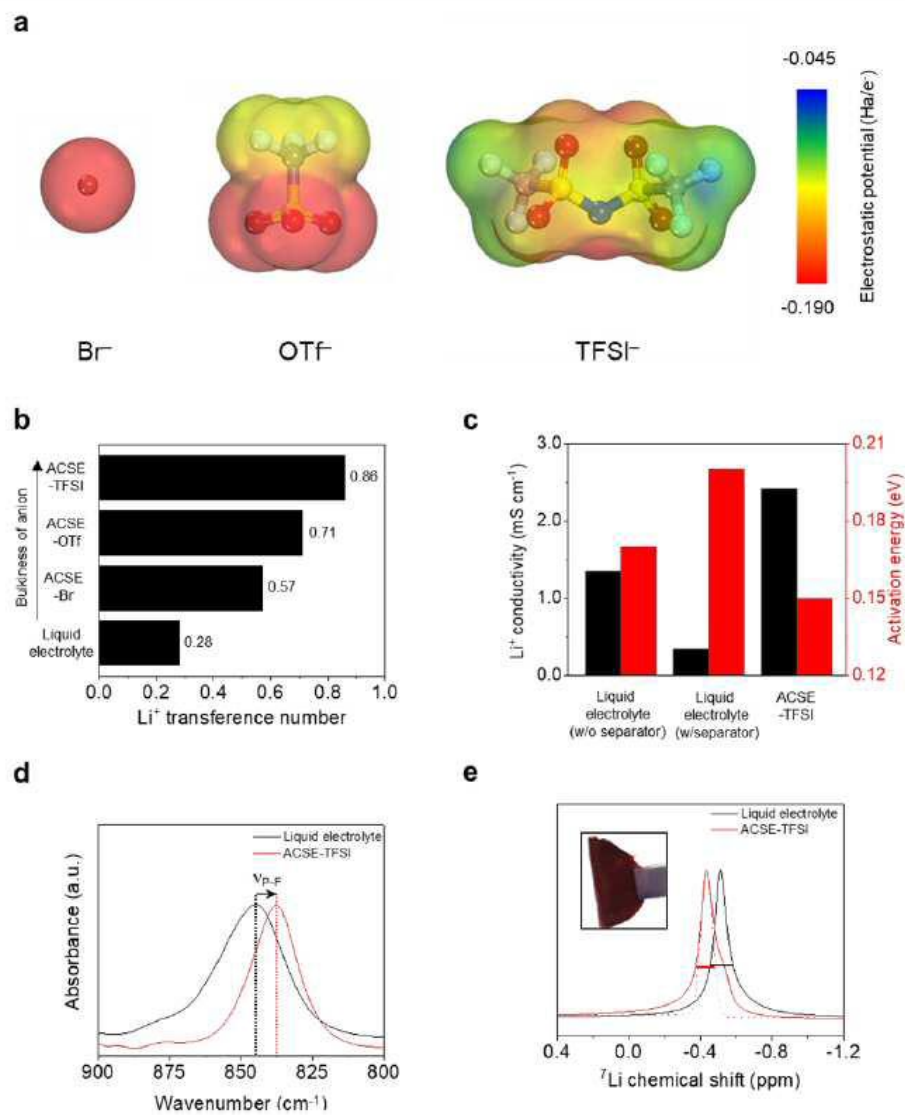 a
-0.045
Electrostatic potential (Ha/e⁻)
-0.190
Br⁻
OTf⁻
TFSI⁻
b
Bulkiness of anion
ACSE
-TFSI
0.86
ACSE
-OTf
0.71
ACSE
-Br
0.57
Liquid
electrolyte
0.28
0.0 0.2 0.4 0.6 0.8 1.0
Li⁺ transference number
c
Li⁺ conductivity (mS cm⁻¹)
3.0
2.0
1.0
0.0
0.21
0.18
0.15
0.12
Activation energy (eV)
Liquid
electrolyte
(w/o separator)
Liquid
electrolyte
(w/separator)
ACSE
-TFSI
d
Absorbance (a.u.)
Liquid electrolyte
ACSE-TFSI
νP-F
900 875 850 825 800
Wavenumber (cm⁻¹)
e
Liquid electrolyte
ACSE-TFSI
0.4 0.0 -0.4 -0.8 -1.2
⁷Li chemical shift (ppm)